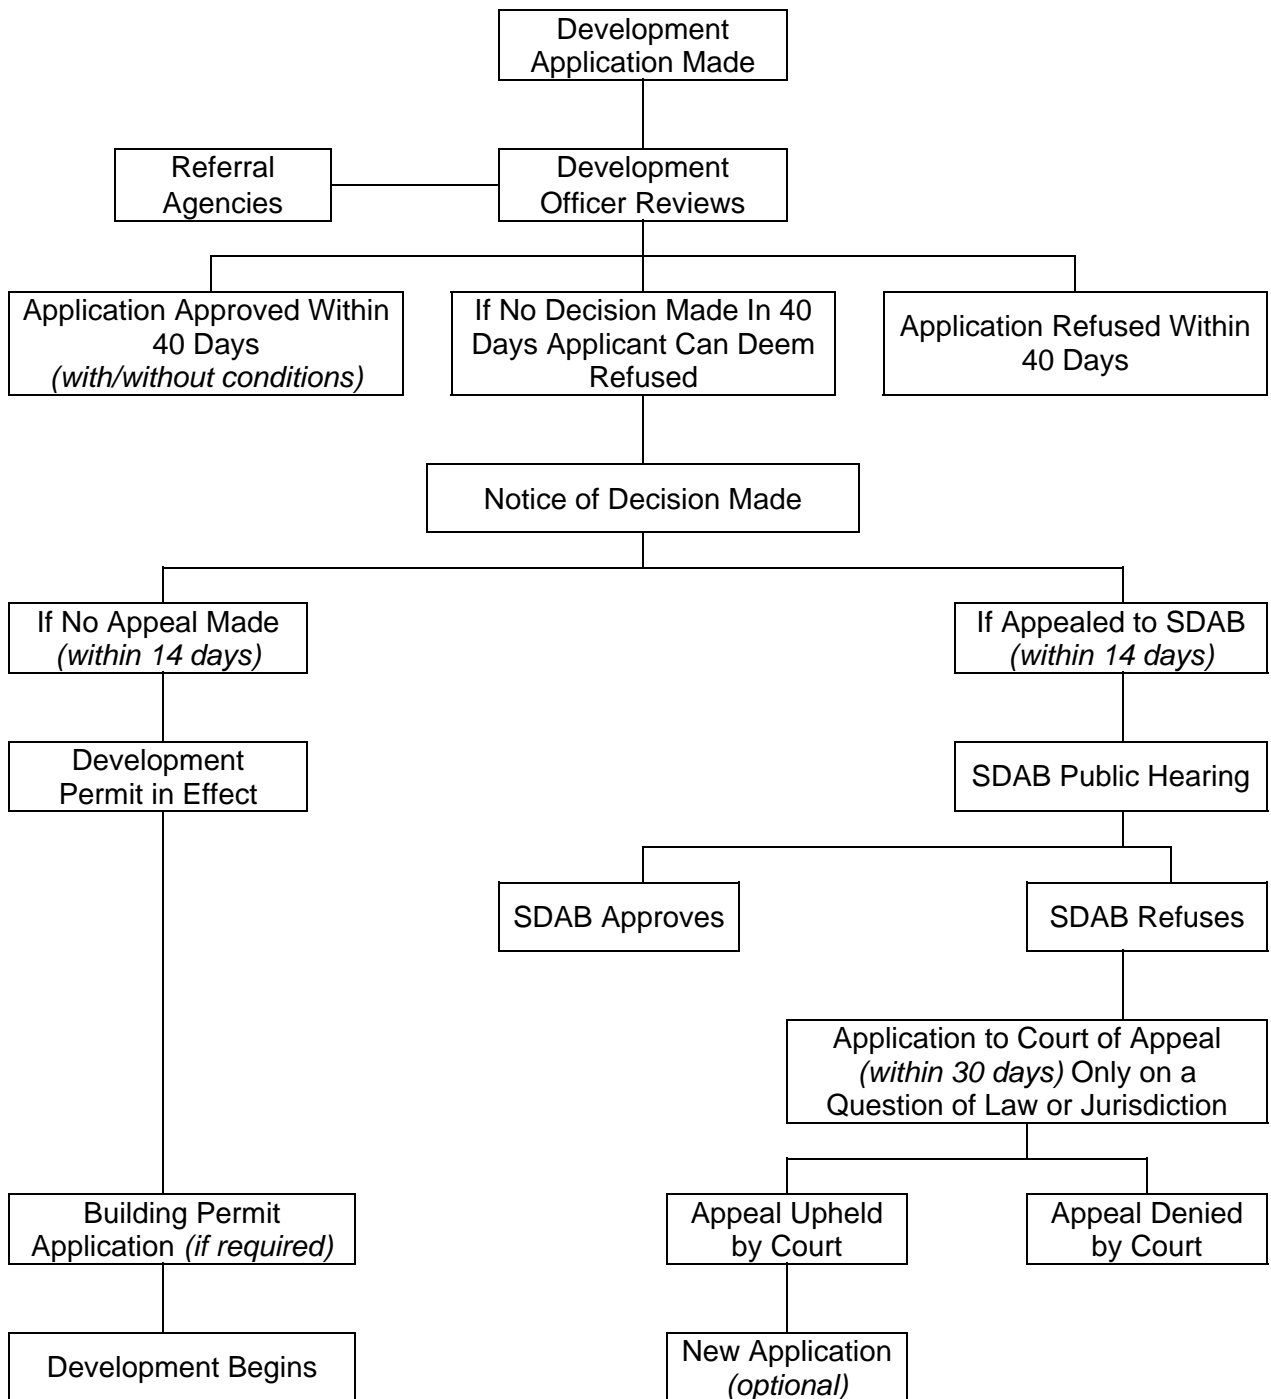 Development
Application Made
Referral
Agencies
Development
Officer Reviews
Application Approved Within
40 Days
(with/without conditions)
If No Decision Made In 40
Days Applicant Can Deem
Refused
Application Refused Within
40 Days
Notice of Decision Made
If No Appeal Made
(within 14 days)
If Appealed to SDAB
(within 14 days)
Development
Permit in Effect
SDAB Public Hearing
SDAB Approves
SDAB Refuses
Application to Court of Appeal
(within 30 days) Only on a
Question of Law or Jurisdiction
Building Permit
Application (if required)
Appeal Upheld
by Court
Appeal Denied
by Court
Development Begins
New Application
(optional)